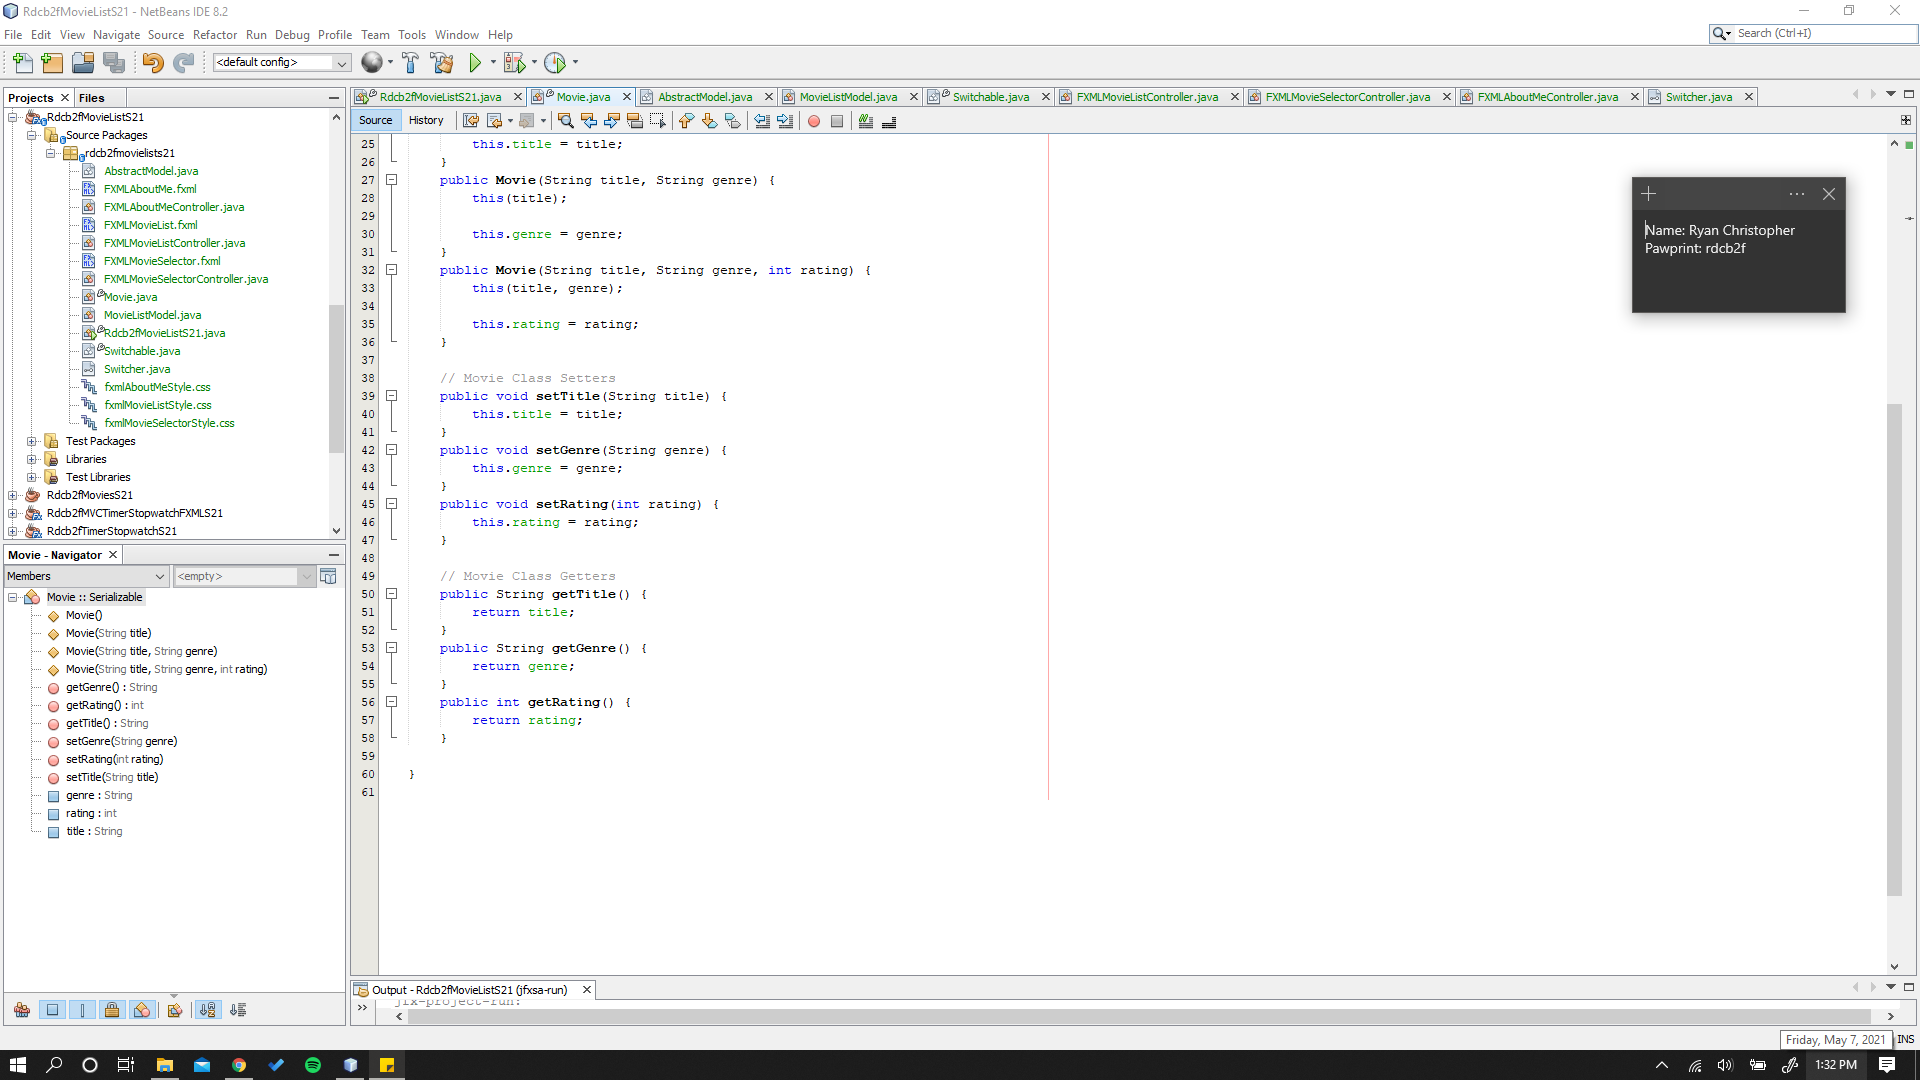 Rdcb2fMovieListS21 - NetBeans IDE 8.2
File Edit View Navigate Source Refactor Run Debug Profile Team Tools Window Help
Search (Ctrl+I)
<default config>
Projects Files
Rdcb2fMovieListS21
Source Packages
rdcb2fmovielists21
AbstractModel.java
FXMLAboutMe.fxml
FXMLAboutMeController.java
FXMLMovieList.fxml
FXMLMovieListController.java
FXMLMovieSelector.fxml
FXMLMovieSelectorController.java
Movie.java
MovieListModel.java
Rdcb2fMovieListS21.java
Switchable.java
Switcher.java
fxmlAboutMeStyle.css
fxmlMovieListStyle.css
fxmlMovieSelectorStyle.css
Test Packages
Libraries
Test Libraries
Rdcb2fMoviesS21
Rdcb2fMVCTimerStopwatchFXMLS21
Rdcb2fTimerStopwatchS21
Movie - Navigator
Members <empty>
Movie :: Serializable
Movie()
Movie(String title)
Movie(String title, String genre)
Movie(String title, String genre, int rating)
getGenre() : String
getRating() : int
getTitle() : String
setGenre(String genre)
setRating(int rating)
setTitle(String title)
genre : String
rating : int
title : String
Rdcb2fMovieListS21.java Movie.java AbstractModel.java MovieListModel.java Switchable.java FXMLMovieListController.java FXMLMovieSelectorController.java FXMLAboutMeController.java Switcher.java
Source History
25 this.title = title;
26 }
27 public Movie(String title, String genre) {
28 this(title);
29
30 this.genre = genre;
31 }
32 public Movie(String title, String genre, int rating) {
33 this(title, genre);
34
35 this.rating = rating;
36 }
37
38 // Movie Class Setters
39 public void setTitle(String title) {
40 this.title = title;
41 }
42 public void setGenre(String genre) {
43 this.genre = genre;
44 }
45 public void setRating(int rating) {
46 this.rating = rating;
47 }
48
49 // Movie Class Getters
50 public String getTitle() {
51 return title;
52 }
53 public String getGenre() {
54 return genre;
55 }
56 public int getRating() {
57 return rating;
58 }
59
60 }
61
Name: Ryan Christopher
Pawprint: rdcb2f
Output - Rdcb2fMovieListS21 (jfxsa-run)
jfx-project-run:
Friday, May 7, 2021
INS
1:32 PM